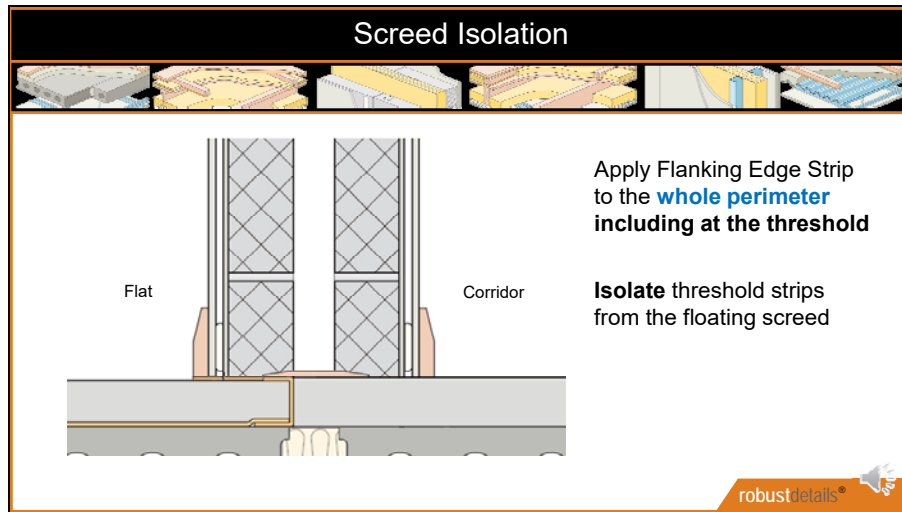 Screed Isolation
Apply Flanking Edge Strip
to the whole perimeter
including at the threshold
Flat
Corridor
Isolate threshold strips
from the floating screed
robustdetails®